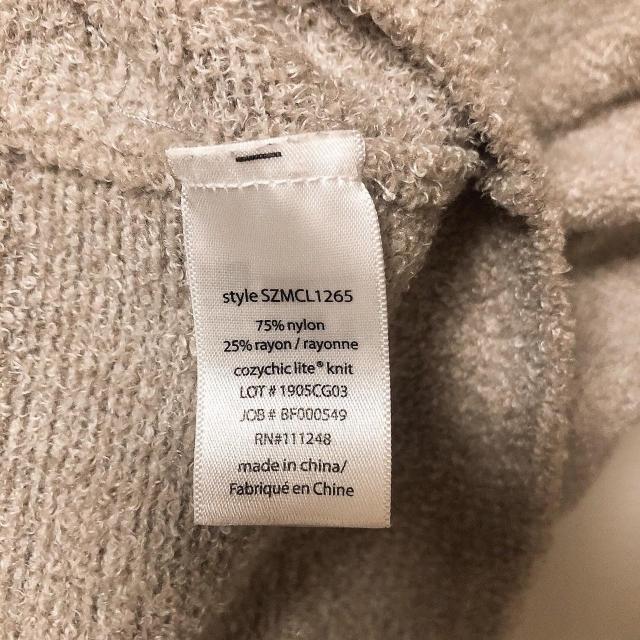 style SZMCL1265
75% nylon
25% rayon / rayonne
cozychic lite® knit
LOT # 1905CG03
JOB # BF000549
RN#111248
made in china/
Fabriqué en Chine